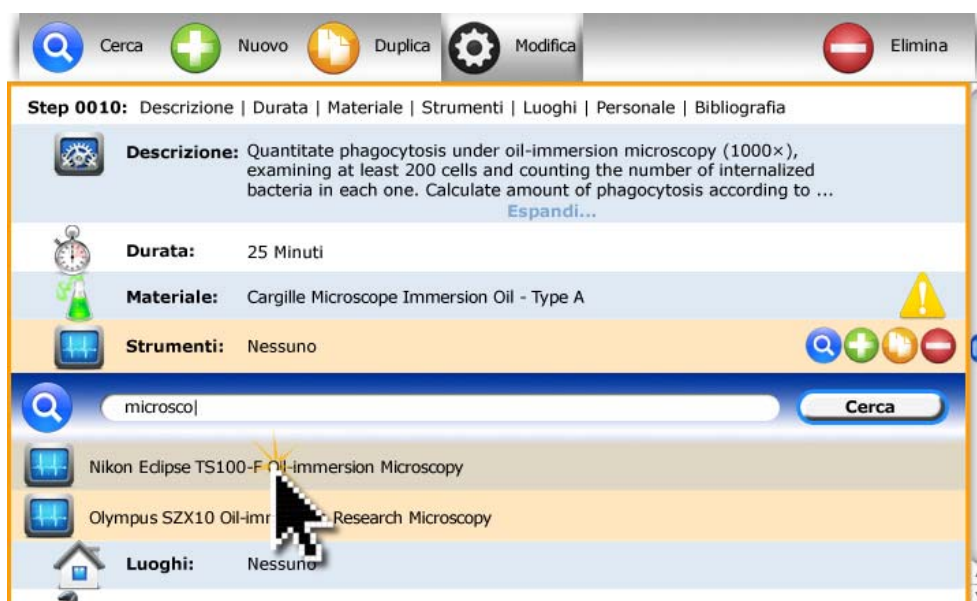 Cerca Nuovo Duplica Modifica Elimina
Step 0010: Descrizione | Durata | Materiale | Strumenti | Luoghi | Personale | Bibliografia
Descrizione: Quantitate phagocytosis under oil-immersion microscopy (1000×),
examining at least 200 cells and counting the number of internalized
bacteria in each one. Calculate amount of phagocytosis according to ...
Espandi...
Durata: 25 Minuti
Materiale: Cargille Microscope Immersion Oil - Type A
Strumenti: Nessuno
microsco Cerca
Nikon Eclipse TS100-F Oil-immersion Microscopy
Olympus SZX10 Research Microscopy
Luoghi: Nessuno